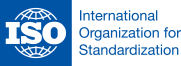 ISO
International
Organization for
Standardization